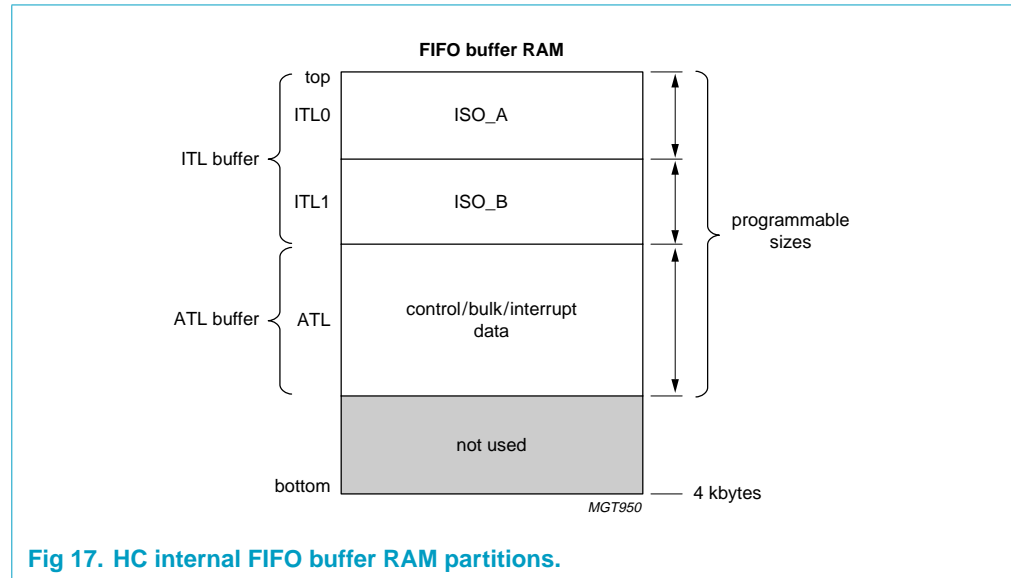 FIFO buffer RAM
top
ITL0
ISO_A
ITL buffer
ITL1
ISO_B
programmable
sizes
ATL buffer
ATL
control/bulk/interrupt
data
not used
bottom
4 kbytes
MGT950
Fig 17. HC internal FIFO buffer RAM partitions.